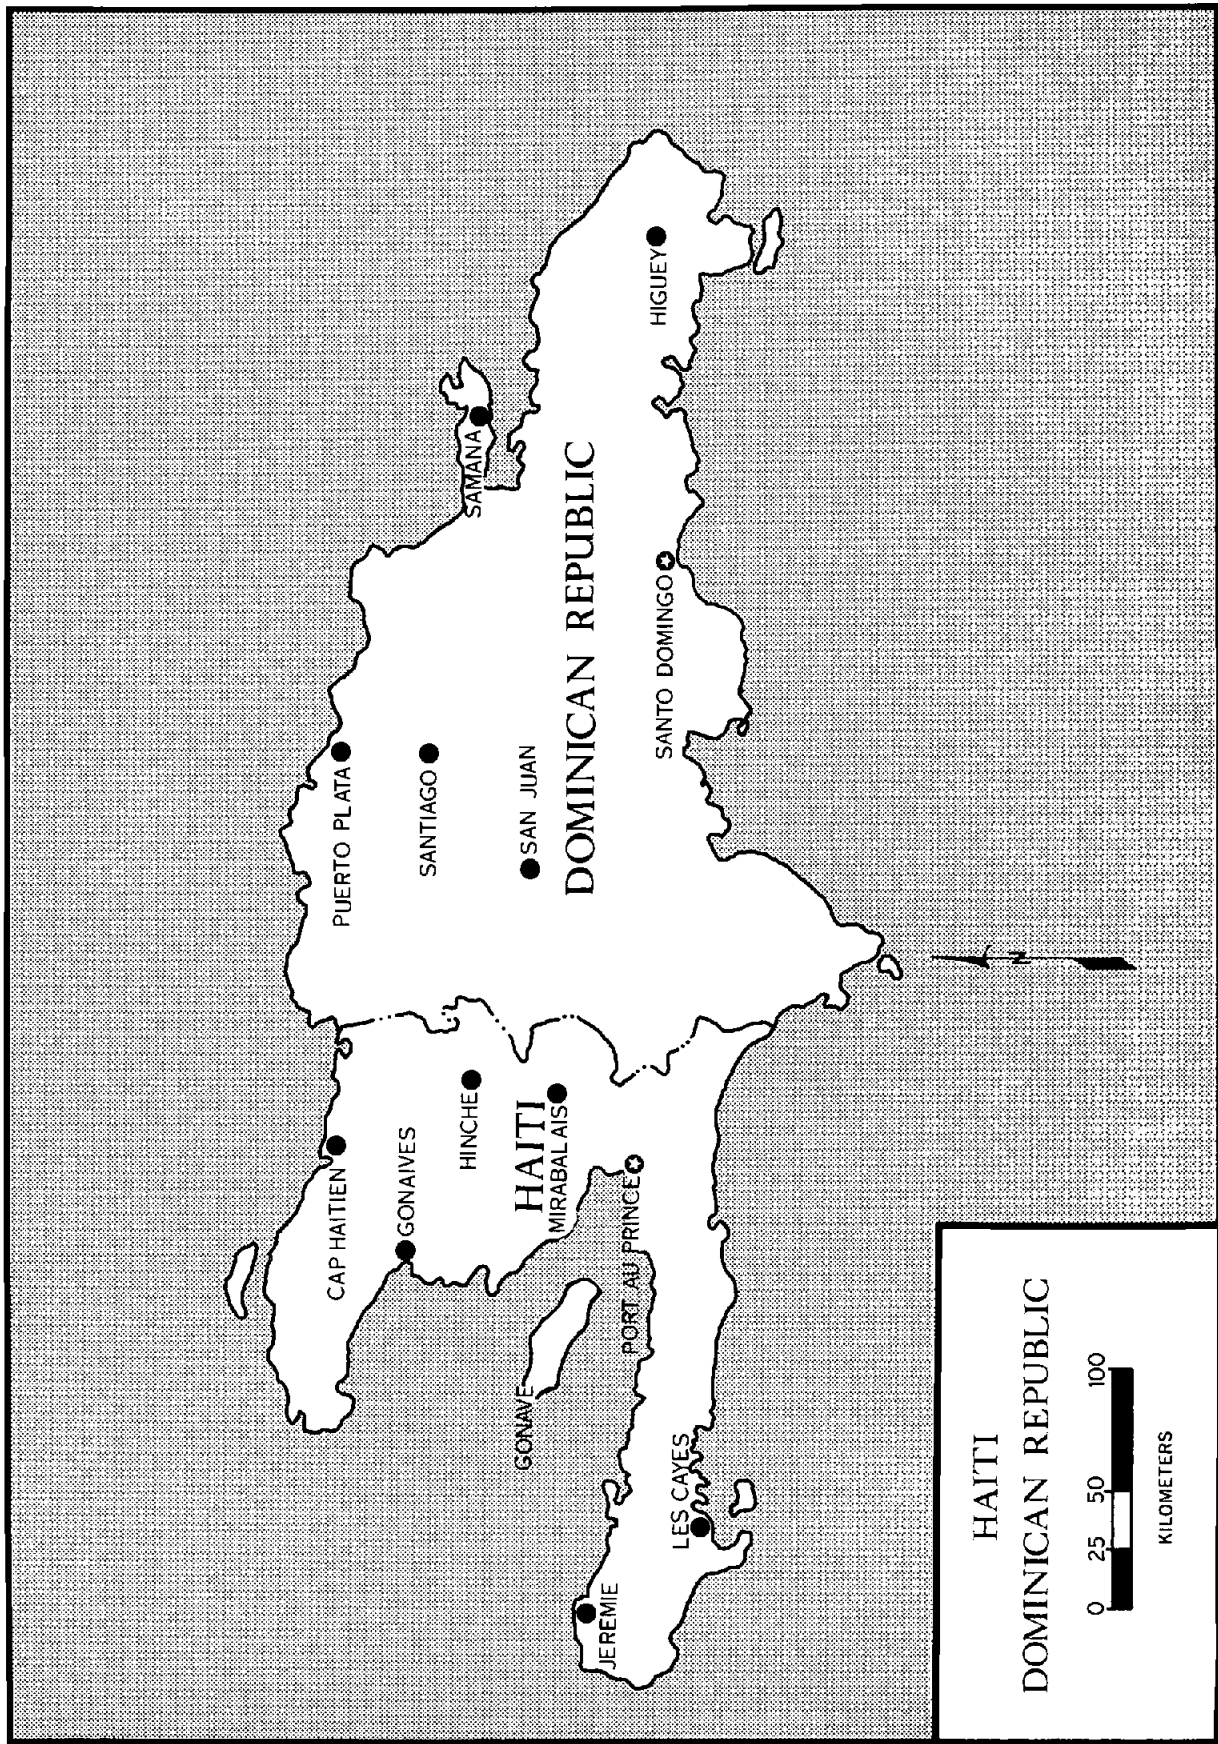 CAP HAITIEN
GONAIVES
HINCHE
HAITI
MIRABALAIS
PORT AU PRINCE
GONAVE
JEREMIE
LES CAYES
PUERTO PLATA
SANTIAGO
SAN JUAN
SAMANA
DOMINICAN REPUBLIC
SANTO DOMINGO
HIGUEY
N
HAITI
DOMINICAN REPUBLIC
0 25 50 100
KILOMETERS